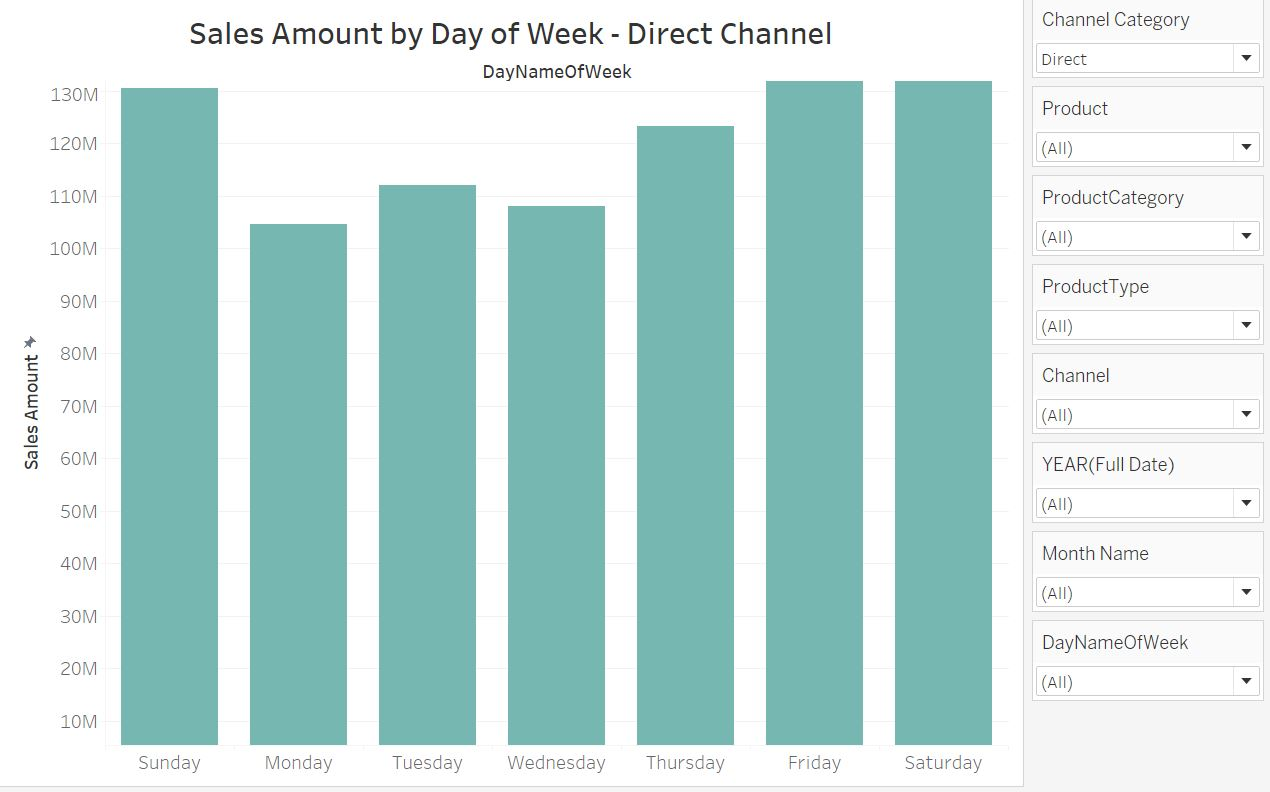 Sales Amount by Day of Week - Direct Channel
DayNameOfWeek
130M
120M
110M
100M
90M
80M
70M
60M
50M
40M
30M
20M
10M
Sales Amount
Sunday Monday Tuesday Wednesday Thursday Friday Saturday
Channel Category
Direct
Product
(All)
ProductCategory
(All)
ProductType
(All)
Channel
(All)
YEAR(Full Date)
(All)
Month Name
(All)
DayNameOfWeek
(All)